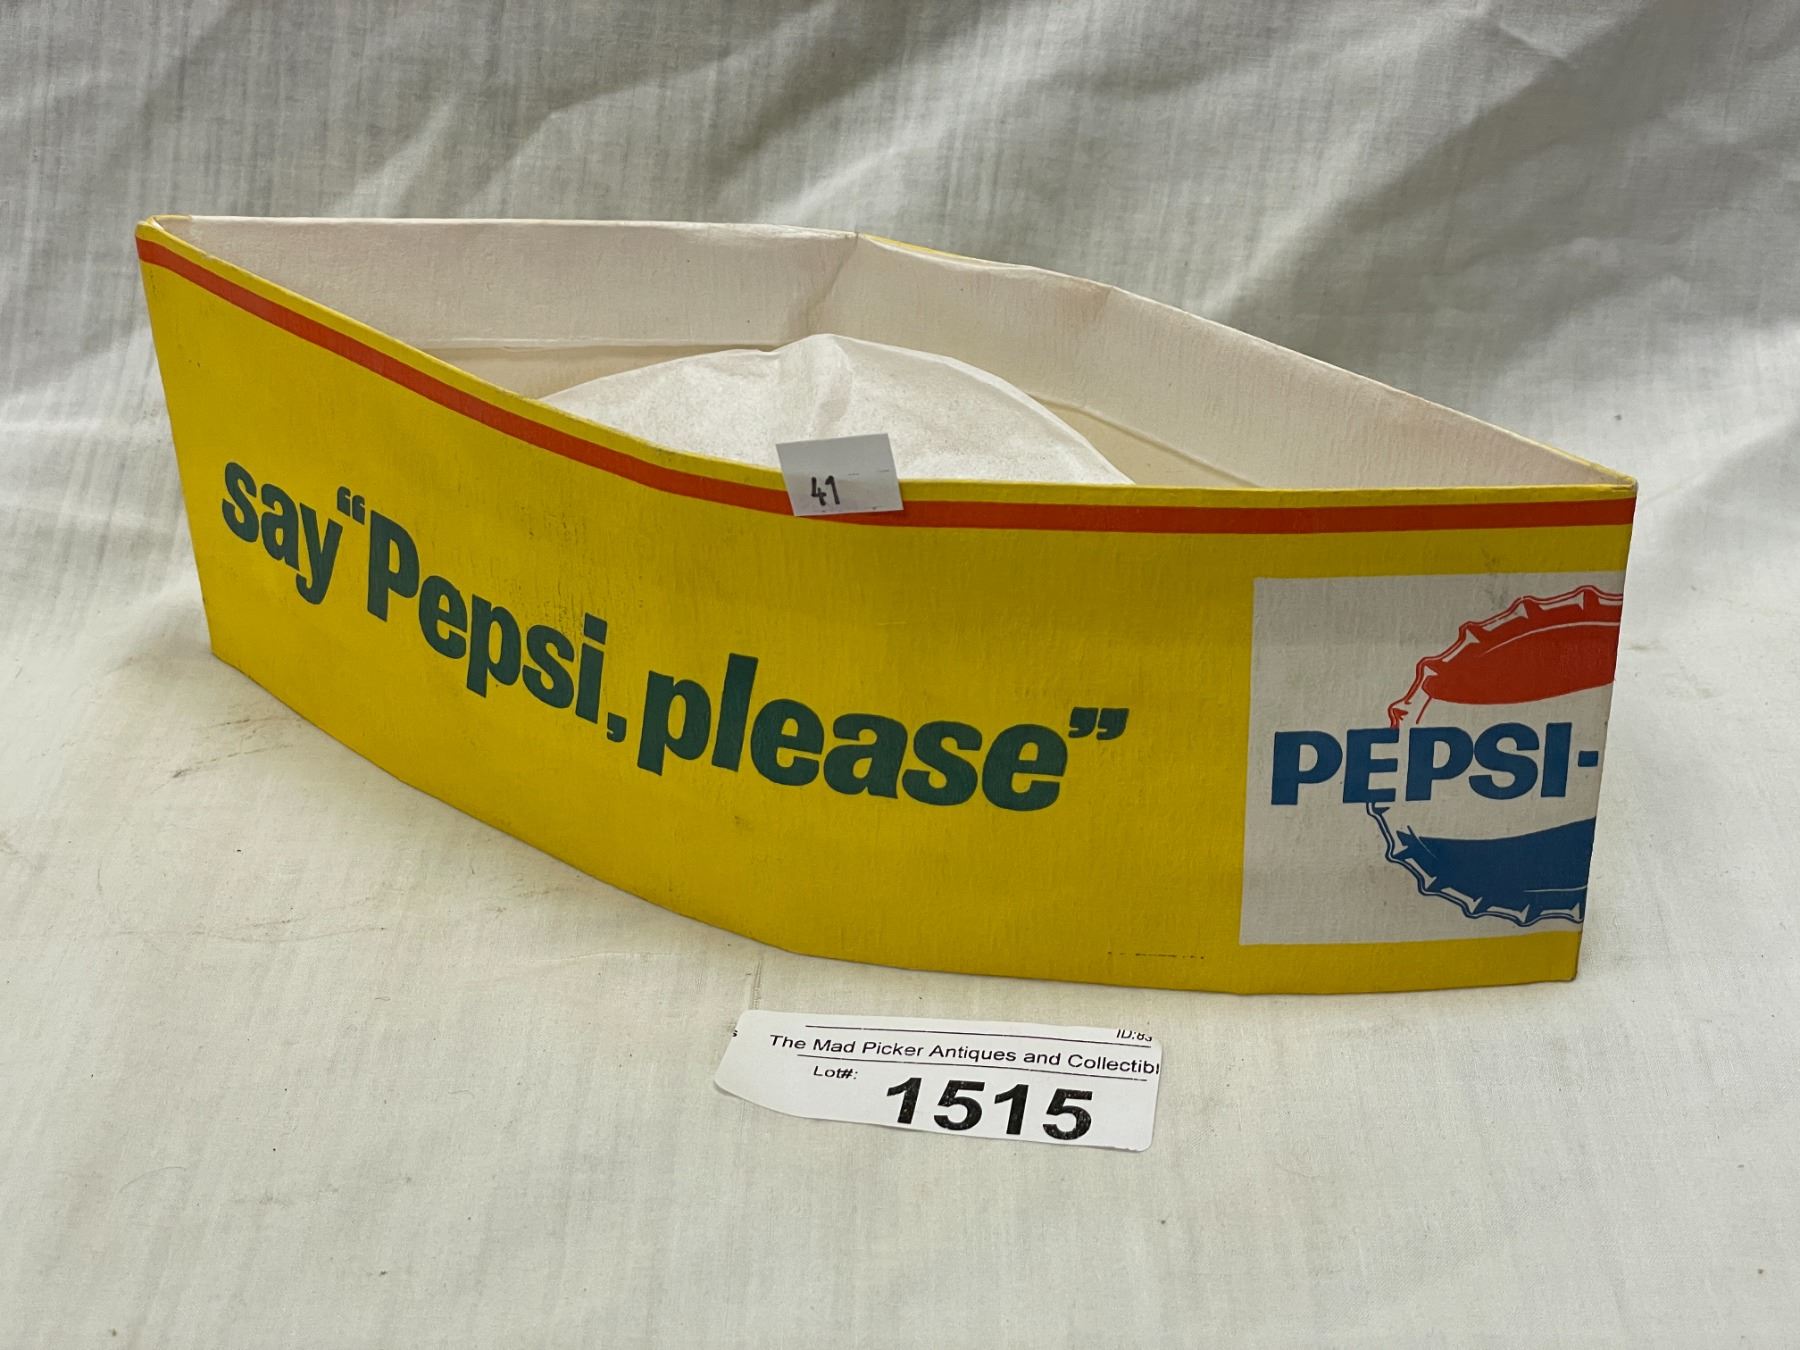 41
say “Pepsi, please”
PEPSI-
The Mad Picker Antiques and Collectibl
Lot#:
1515